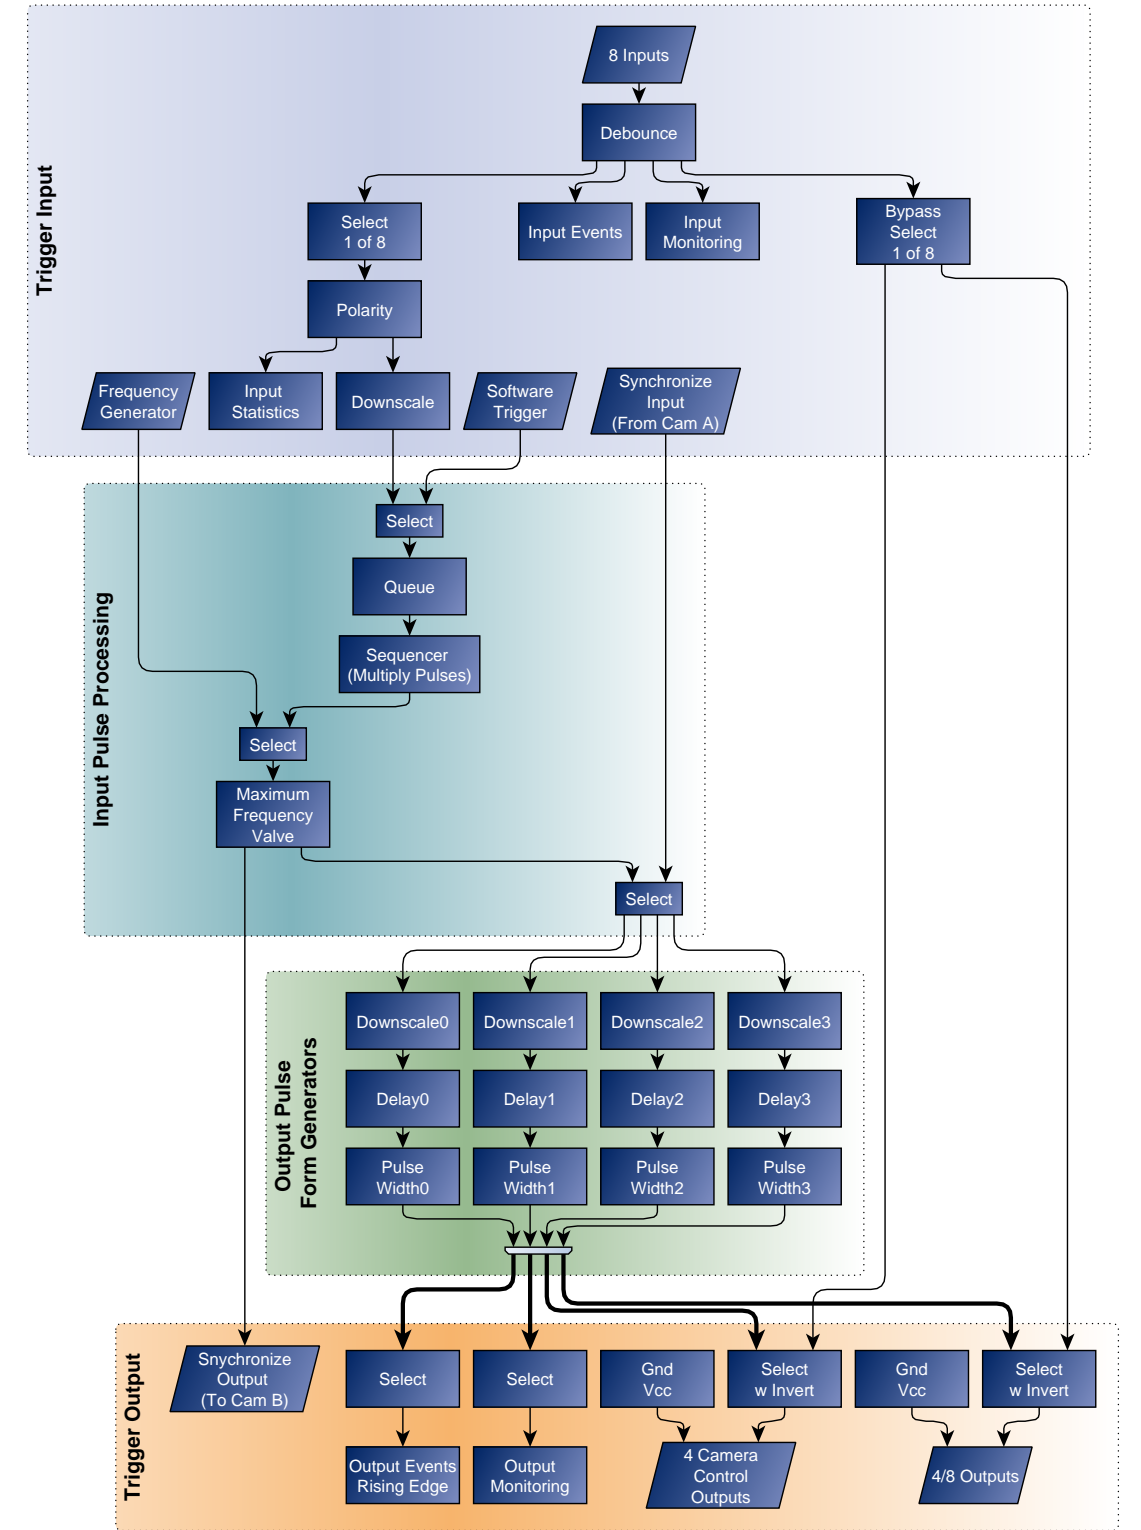 8 Inputs
Debounce
Trigger Input
Select
1 of 8
Input Events
Input
Monitoring
Bypass
Select
1 of 8
Polarity
Frequency
Generator
Input
Statistics
Downscale
Software
Trigger
Synchronize
Input
(From Cam A)
Input Pulse Processing
Select
Queue
Sequencer
(Multiply Pulses)
Select
Maximum
Frequency
Valve
Select
Output Pulse
Form Generators
Downscale0
Downscale1
Downscale2
Downscale3
Delay0
Delay1
Delay2
Delay3
Pulse
Width0
Pulse
Width1
Pulse
Width2
Pulse
Width3
Trigger Output
Snychronize
Output
(To Cam B)
Select
Select
Gnd
Vcc
Select
w Invert
Gnd
Vcc
Select
w Invert
Output Events
Rising Edge
Output
Monitoring
4 Camera
Control
Outputs
4/8 Outputs